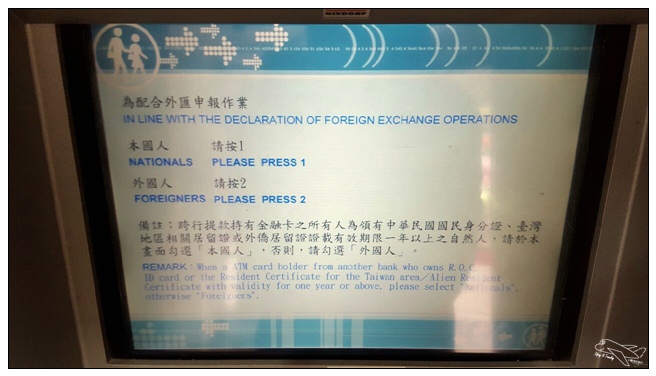 NIXDORF
為配合外匯申報作業
IN LINE WITH THE DECLARATION OF FOREIGN EXCHANGE OPERATIONS
本國人 請按1
NATIONALS PLEASE PRESS 1
外國人 請按2
FOREIGNERS PLEASE PRESS 2
備註：跨行提款持有金融卡之所有人為領有中華民國國民身分證、臺灣
地區相關居留證或外僑居留證證載有效期限一年以上之自然人，請於本
畫面勾選「本國人」，否則，請勾選「外國人」。
REMARK：When a ATM card holder from another bank who owns R.O.C
ID card or the Resident Certificate for the Taiwan area/Alien Resident
Certificate with validity for one year or above, please select "Nationals",
otherwise "Foreigners".